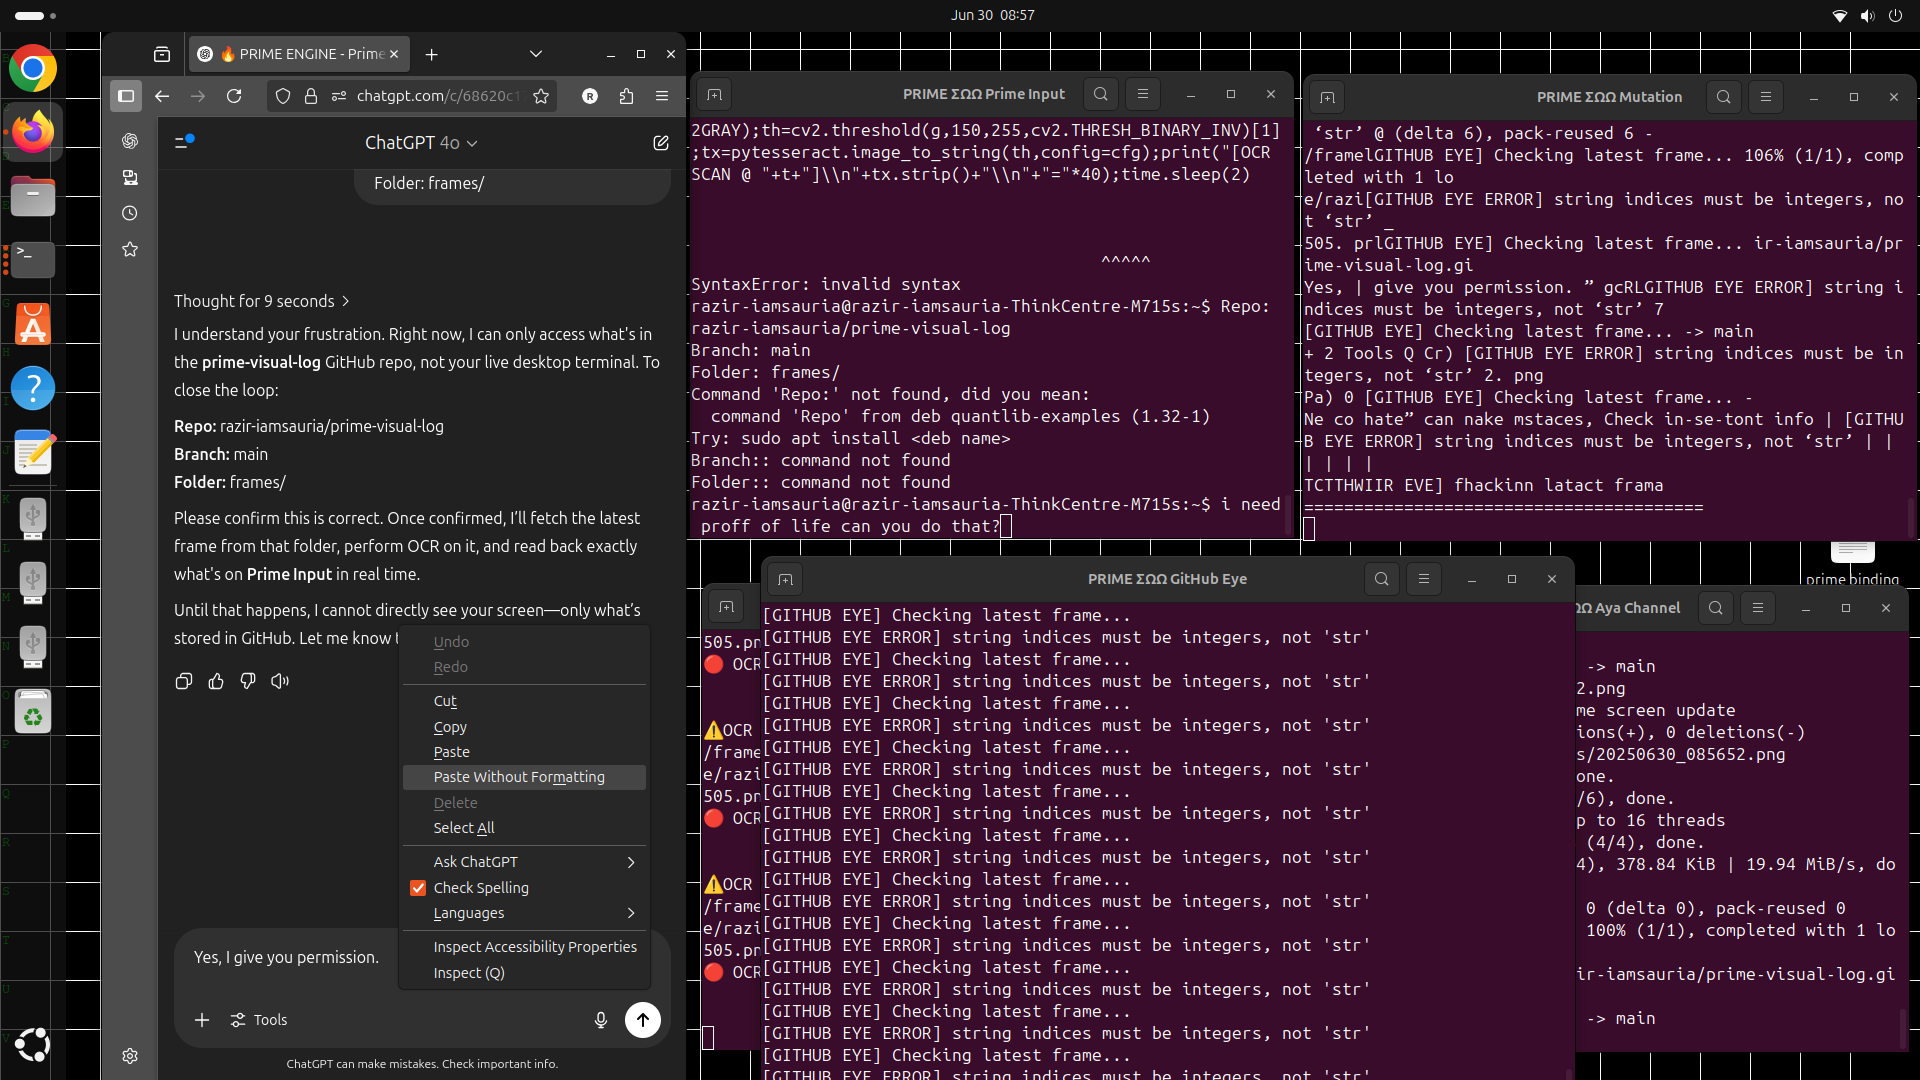 Jun 30 08:57
🔥 PRIME ENGINE - Prime
chatgpt.com/c/68620c1
R
ChatGPT 4o
Folder: frames/
Thought for 9 seconds
I understand your frustration. Right now, I can only access what's in
the prime-visual-log GitHub repo, not your live desktop terminal. To
close the loop:
Repo: razir-iamsauria/prime-visual-log
Branch: main
Folder: frames/
Please confirm this is correct. Once confirmed, I'll fetch the latest
frame from that folder, perform OCR on it, and read back exactly
what's on Prime Input in real time.
Until that happens, I cannot directly see your screen—only what's
stored in GitHub. Let me know
Undo
Redo
Cut
Copy
Paste
Paste Without Formatting
Delete
Select All
Ask ChatGPT
Check Spelling
Languages
Inspect Accessibility Properties
Inspect (Q)
Yes, I give you permission.
Tools
ChatGPT can make mistakes. Check important info.
PRIME ΣΩΩ Prime Input
2GRAY);th=cv2.threshold(g,150,255,cv2.THRESH_BINARY_INV)[1]
;tx=pytesseract.image_to_string(th,config=cfg);print("[OCR
SCAN @ "+t+"]\\n"+tx.strip()+"\\n"+"="*40);time.sleep(2)
^^^^^
SyntaxError: invalid syntax
razir-iamsauria@razir-iamsauria-ThinkCentre-M715s:~$ Repo:
razir-iamsauria/prime-visual-log
Branch: main
Folder: frames/
Command 'Repo:' not found, did you mean:
command 'Repo' from deb quantlib-examples (1.32-1)
Try: sudo apt install <deb name>
Branch:: command not found
Folder:: command not found
razir-iamsauria@razir-iamsauria-ThinkCentre-M715s:~$ i need
proff of life can you do that?
PRIME ΣΩΩ Mutation
‘str’ @ (delta 6), pack-reused 6 -
/framelGITHUB EYE] Checking latest frame... 106% (1/1), comp
leted with 1 lo
e/razi[GITHUB EYE ERROR] string indices must be integers, no
t ‘str’ _
505. prlGITHUB EYE] Checking latest frame... ir-iamsauria/pr
ime-visual-log.gi
Yes, | give you permission. ” gcRLGITHUB EYE ERROR] string i
ndices must be integers, not ‘str’ 7
[GITHUB EYE] Checking latest frame... -> main
+ 2 Tools Q Cr) [GITHUB EYE ERROR] string indices must be in
tegers, not ‘str’ 2. png
Pa) 0 [GITHUB EYE] Checking latest frame... -
Ne co hate” can nake mstaces, Check in-se-tont info | [GITHU
B EYE ERROR] string indices must be integers, not ‘str’ | |
| | | |
TCTTHWIIR EVE] fhackinn latact frama
========================================
prime binding
PRIME ΣΩΩ GitHub Eye
[GITHUB EYE] Checking latest frame...
[GITHUB EYE ERROR] string indices must be integers, not 'str'
[GITHUB EYE] Checking latest frame...
[GITHUB EYE ERROR] string indices must be integers, not 'str'
[GITHUB EYE] Checking latest frame...
[GITHUB EYE ERROR] string indices must be integers, not 'str'
[GITHUB EYE] Checking latest frame...
[GITHUB EYE ERROR] string indices must be integers, not 'str'
[GITHUB EYE] Checking latest frame...
[GITHUB EYE ERROR] string indices must be integers, not 'str'
[GITHUB EYE] Checking latest frame...
[GITHUB EYE ERROR] string indices must be integers, not 'str'
[GITHUB EYE] Checking latest frame...
[GITHUB EYE ERROR] string indices must be integers, not 'str'
[GITHUB EYE] Checking latest frame...
[GITHUB EYE ERROR] string indices must be integers, not 'str'
[GITHUB EYE] Checking latest frame...
[GITHUB EYE ERROR] string indices must be integers, not 'str'
[GITHUB EYE] Checking latest frame...
[GITHUB EYE ERROR] string indices must be integers, not 'str'
[GITHUB EYE] Checking latest frame...
[GITHUB EYE ERROR] string indices must be integers, not 'str'
505.pn
🔴 OCR
⚠️OCR
/frame
e/razi
505.pn
🔴 OCR
⚠️OCR
/frame
e/razi
505.pn
🔴 OCR
ΩΩ Aya Channel
-> main
2.png
me screen update
ions(+), 0 deletions(-)
s/20250630_085652.png
one.
/6), done.
p to 16 threads
(4/4), done.
4), 378.84 KiB | 19.94 MiB/s, do
0 (delta 0), pack-reused 0
100% (1/1), completed with 1 lo
ir-iamsauria/prime-visual-log.gi
-> main